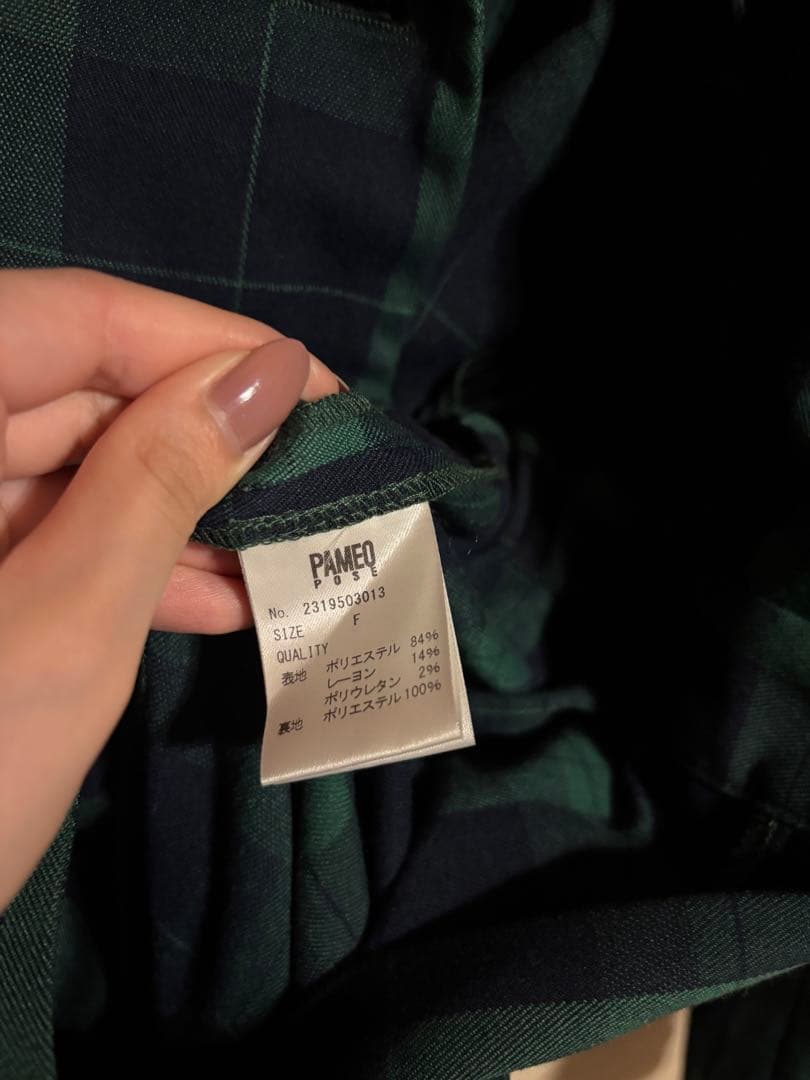 PAMEO
POSE
No. 2319503013
SIZE F
QUALITY
表地 ポリエステル 84%
レーヨン 14%
ポリウレタン 2%
裏地 ポリエステル 100%